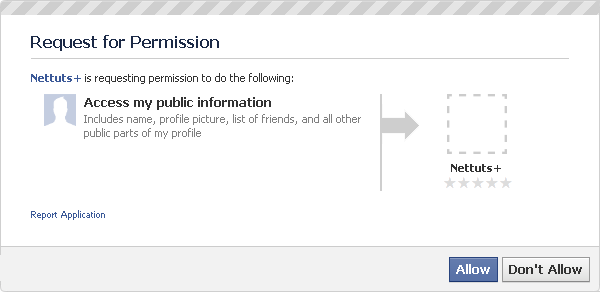 Request for Permission
Nettuts+ is requesting permission to do the following:
Access my public information
Includes name, profile picture, list of friends, and all other
public parts of my profile
Nettuts+
Report Application
Allow
Don't Allow